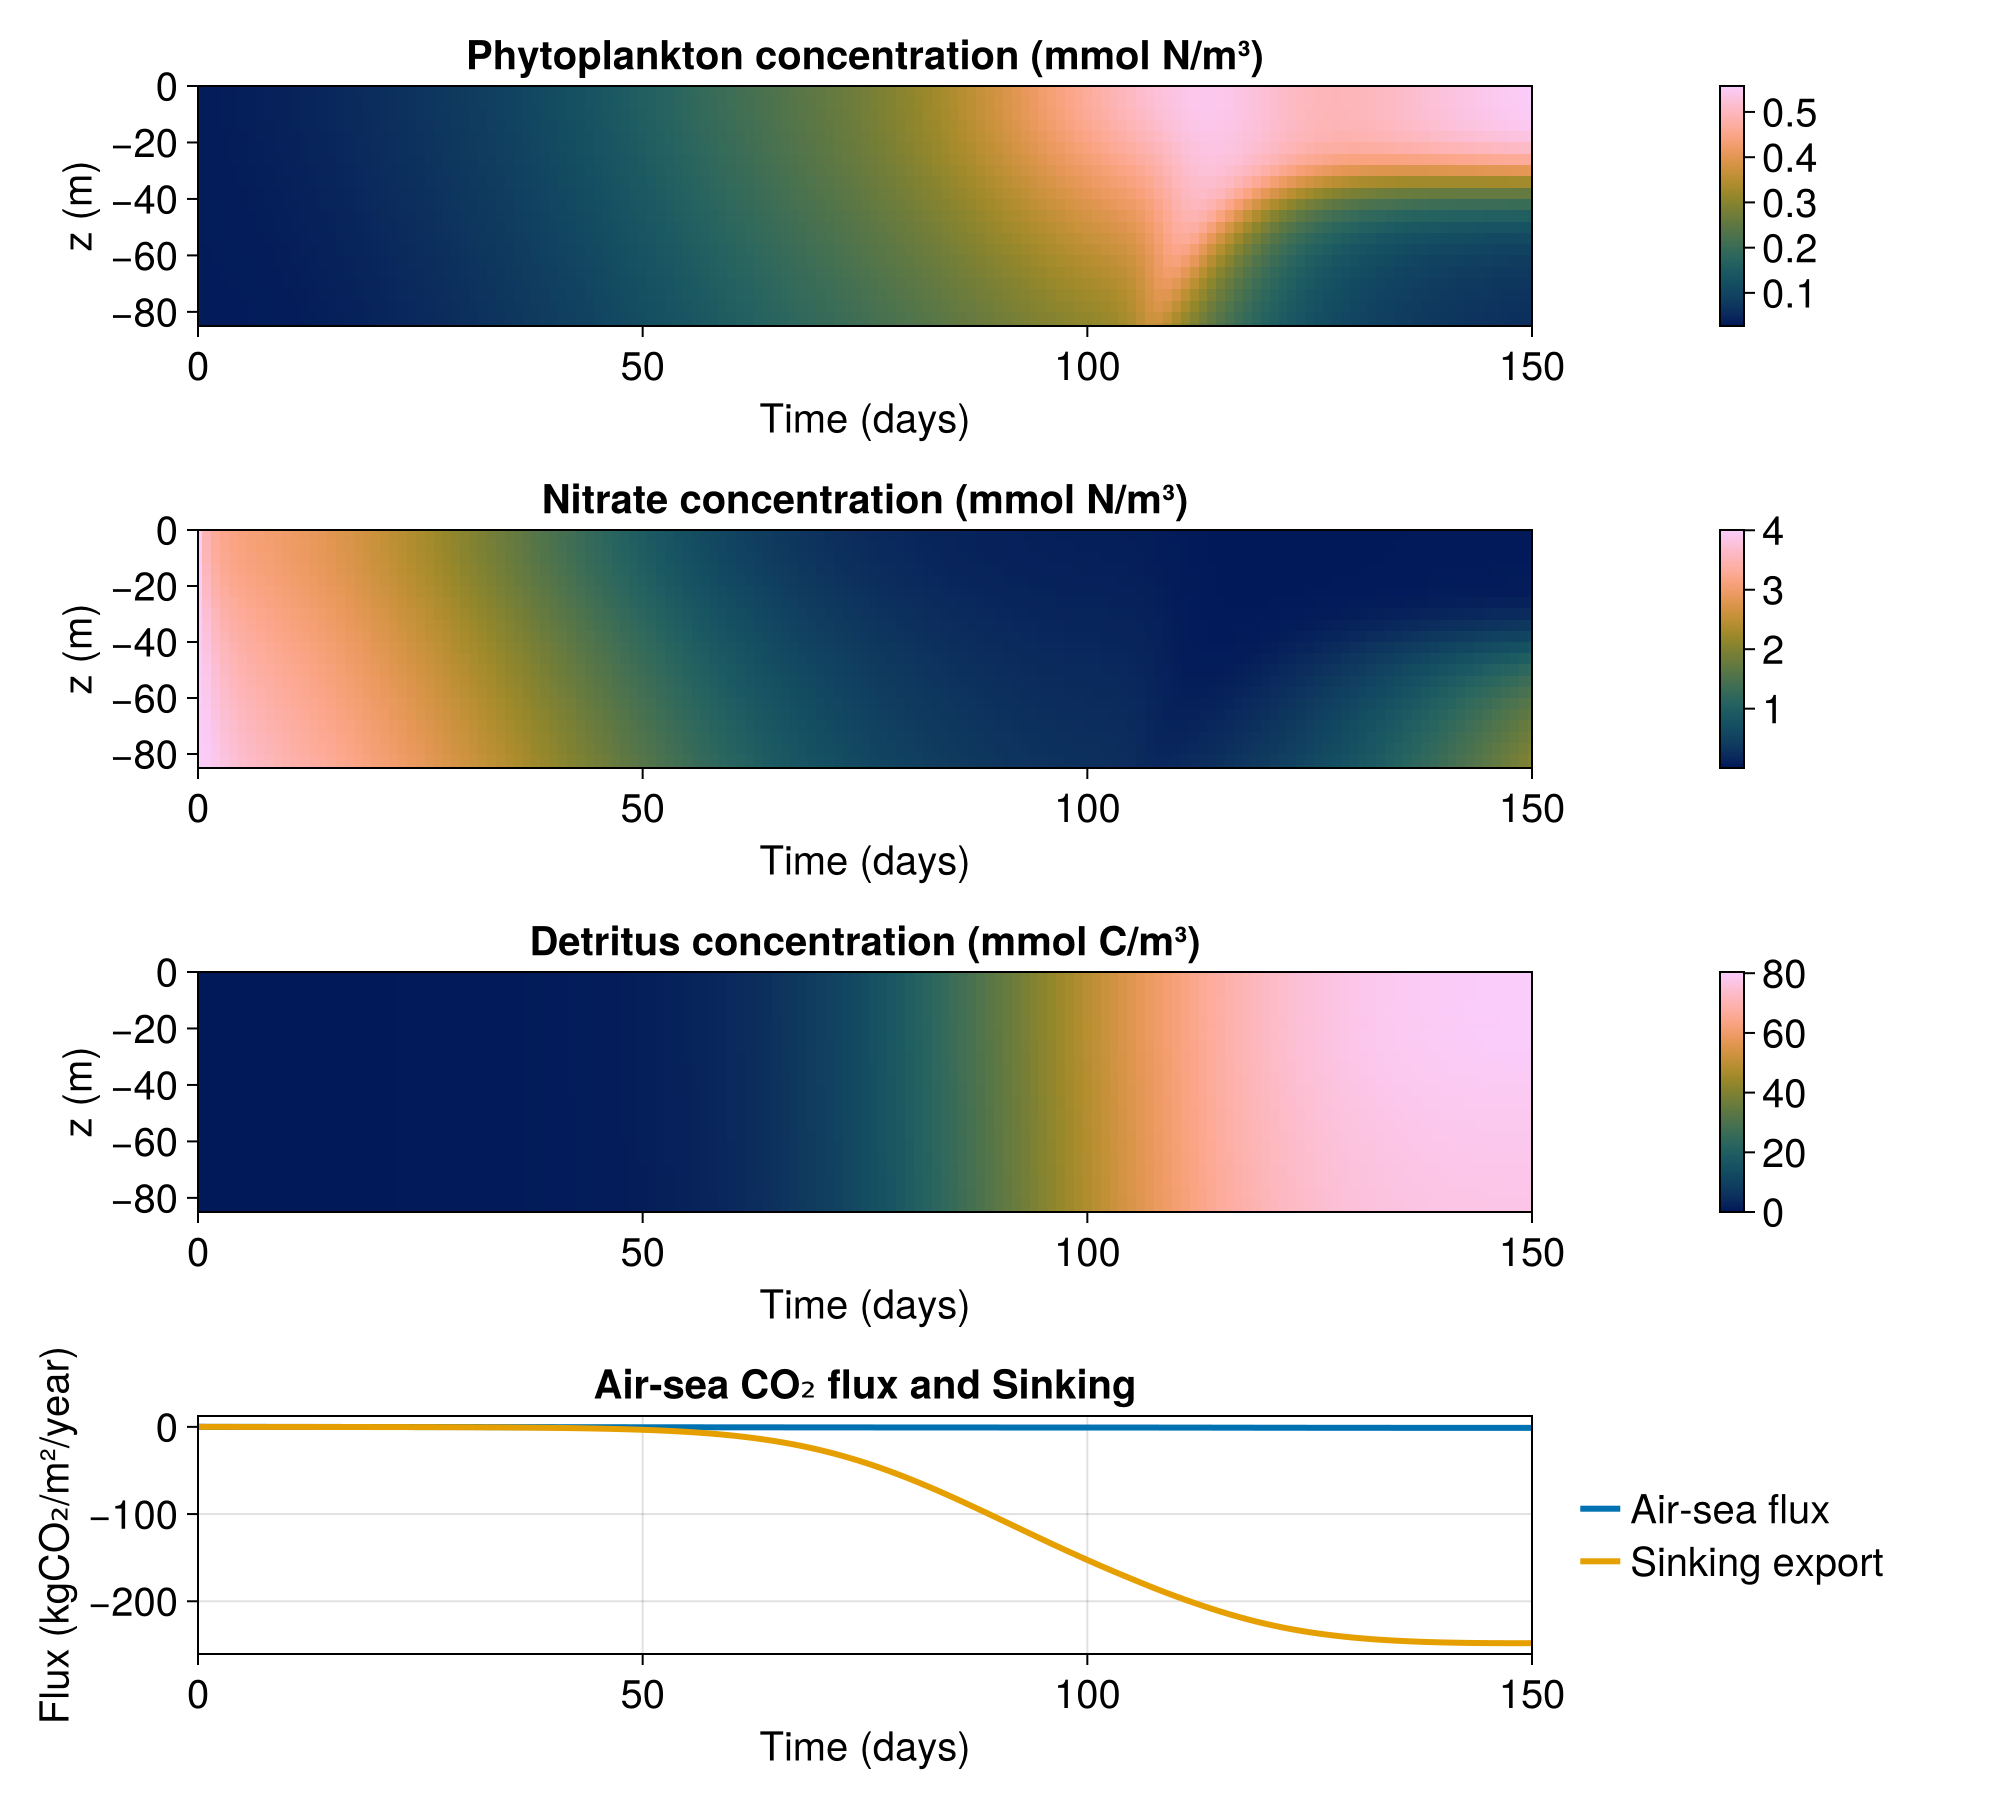 Phytoplankton concentration (mmol N/m³)
0
−20
−40
−60
−80
z (m)
0 50 100 150
Time (days)
0.5
0.4
0.3
0.2
0.1
Nitrate concentration (mmol N/m³)
0
−20
−40
−60
−80
z (m)
0 50 100 150
Time (days)
4
3
2
1
Detritus concentration (mmol C/m³)
0
−20
−40
−60
−80
z (m)
0 50 100 150
Time (days)
80
60
40
20
0
Air-sea CO₂ flux and Sinking
0
−100
−200
Flux (kgCO₂/m²/year)
0 50 100 150
Time (days)
Air-sea flux
Sinking export